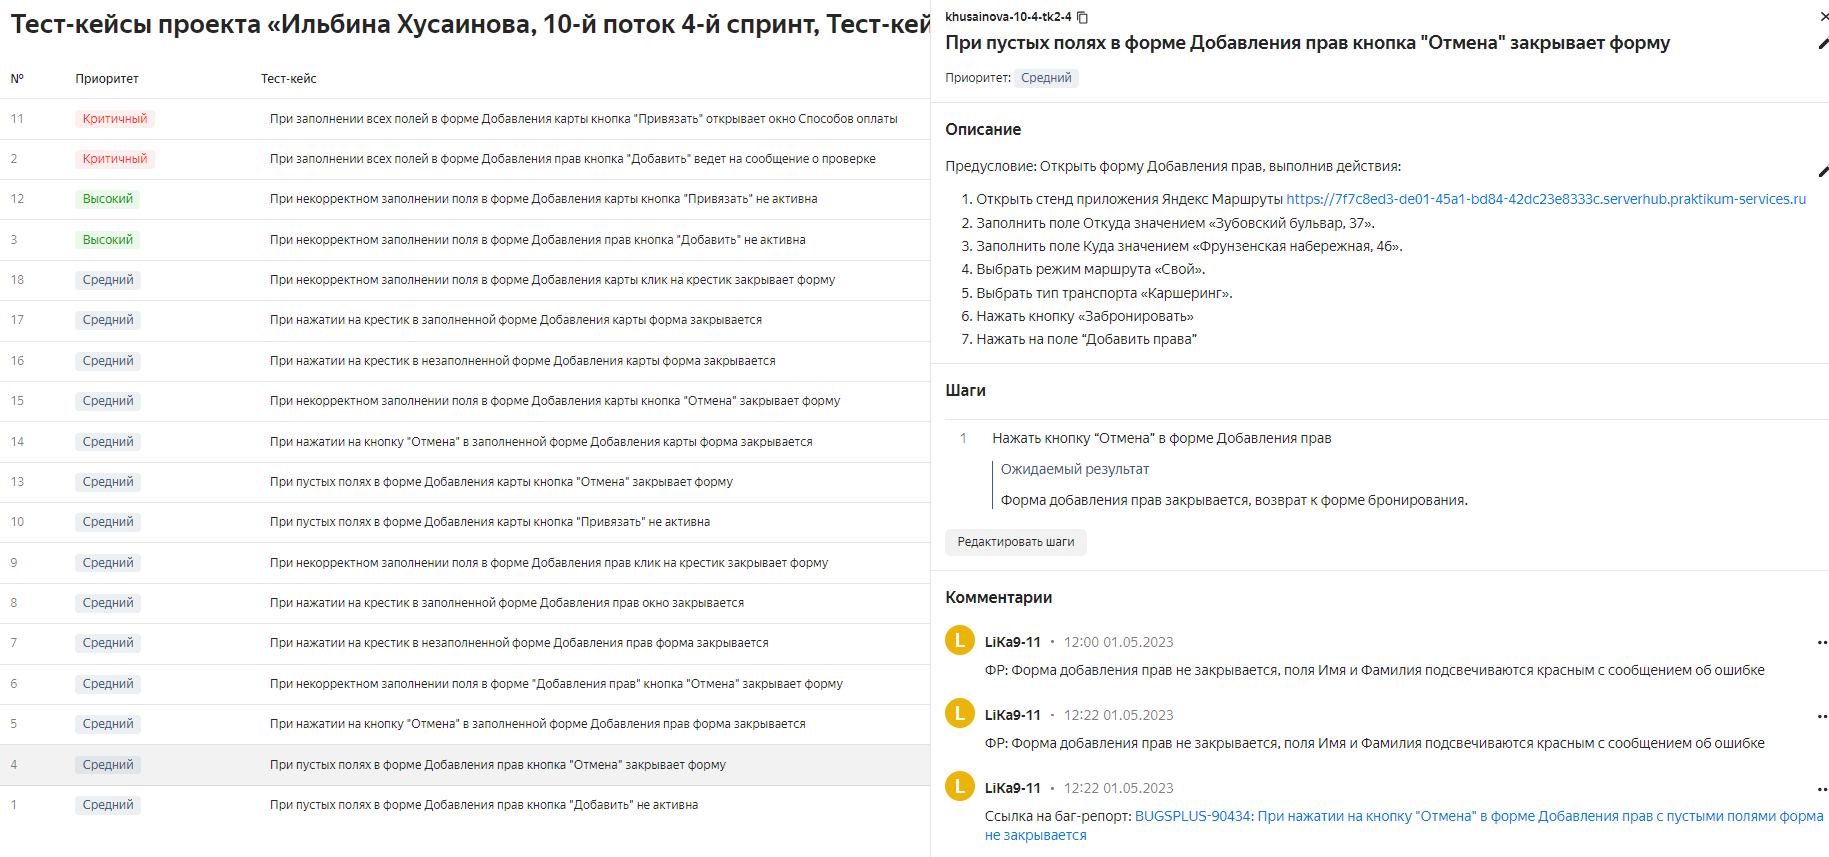 Тест-кейсы проекта «Ильбина Хусаинова, 10-й поток 4-й спринт, Тест-кей
№ Приоритет Тест-кейс
11 Критичный При заполнении всех полей в форме Добавления карты кнопка "Привязать" открывает окно Способов оплаты
2 Критичный При заполнении всех полей в форме Добавления прав кнопка "Добавить" ведет на сообщение о проверке
12 Высокий При некорректном заполнении поля в форме Добавления карты кнопка "Привязать" не активна
3 Высокий При некорректном заполнении поля в форме Добавления прав кнопка "Добавить" не активна
18 Средний При некорректном заполнении поля в форме Добавления карты клик на крестик закрывает форму
17 Средний При нажатии на крестик в заполненной форме Добавления карты форма закрывается
16 Средний При нажатии на крестик в незаполненной форме Добавления карты форма закрывается
15 Средний При некорректном заполнении поля в форме Добавления карты кнопка "Отмена" закрывает форму
14 Средний При нажатии на кнопку "Отмена" в заполненной форме Добавления карты форма закрывается
13 Средний При пустых полях в форме Добавления карты кнопка "Отмена" закрывает форму
10 Средний При пустых полях в форме Добавления карты кнопка "Привязать" не активна
9 Средний При некорректном заполнении поля в форме Добавления прав клик на крестик закрывает форму
8 Средний При нажатии на крестик в заполненной форме Добавления прав окно закрывается
7 Средний При нажатии на крестик в незаполненной форме Добавления прав форма закрывается
6 Средний При некорректном заполнении поля в форме "Добавления прав" кнопка "Отмена" закрывает форму
5 Средний При нажатии на кнопку "Отмена" в заполненной форме Добавления прав форма закрывается
4 Средний При пустых полях в форме Добавления прав кнопка "Отмена" закрывает форму
1 Средний При пустых полях в форме Добавления прав кнопка "Добавить" не активна
khusainova-10-4-tk2-4
При пустых полях в форме Добавления прав кнопка "Отмена" закрывает форму
Приоритет: Средний
Описание
Предусловие: Открыть форму Добавления прав, выполнив действия:
1. Открыть стенд приложения Яндекс Маршруты https://7f7c8ed3-de01-45a1-bd84-42dc23e8333c.serverhub.praktikum-services.ru
2. Заполнить поле Откуда значением «Зубовский бульвар, 37».
3. Заполнить поле Куда значением «Фрунзенская набережная, 46».
4. Выбрать режим маршрута «Свой».
5. Выбрать тип транспорта «Каршеринг».
6. Нажать кнопку «Забронировать»
7. Нажать на поле “Добавить права”
Шаги
1 Нажать кнопку “Отмена” в форме Добавления прав
Ожидаемый результат
Форма добавления прав закрывается, возврат к форме бронирования.
Редактировать шаги
Комментарии
L LiKa9-11 • 12:00 01.05.2023
ФР: Форма добавления прав не закрывается, поля Имя и Фамилия подсвечиваются красным с сообщением об ошибке
L LiKa9-11 • 12:22 01.05.2023
ФР: Форма добавления прав не закрывается, поля Имя и Фамилия подсвечиваются красным с сообщением об ошибке
L LiKa9-11 • 12:22 01.05.2023
Ссылка на баг-репорт: BUGSPLUS-90434: При нажатии на кнопку "Отмена" в форме Добавления прав с пустыми полями форма
не закрывается